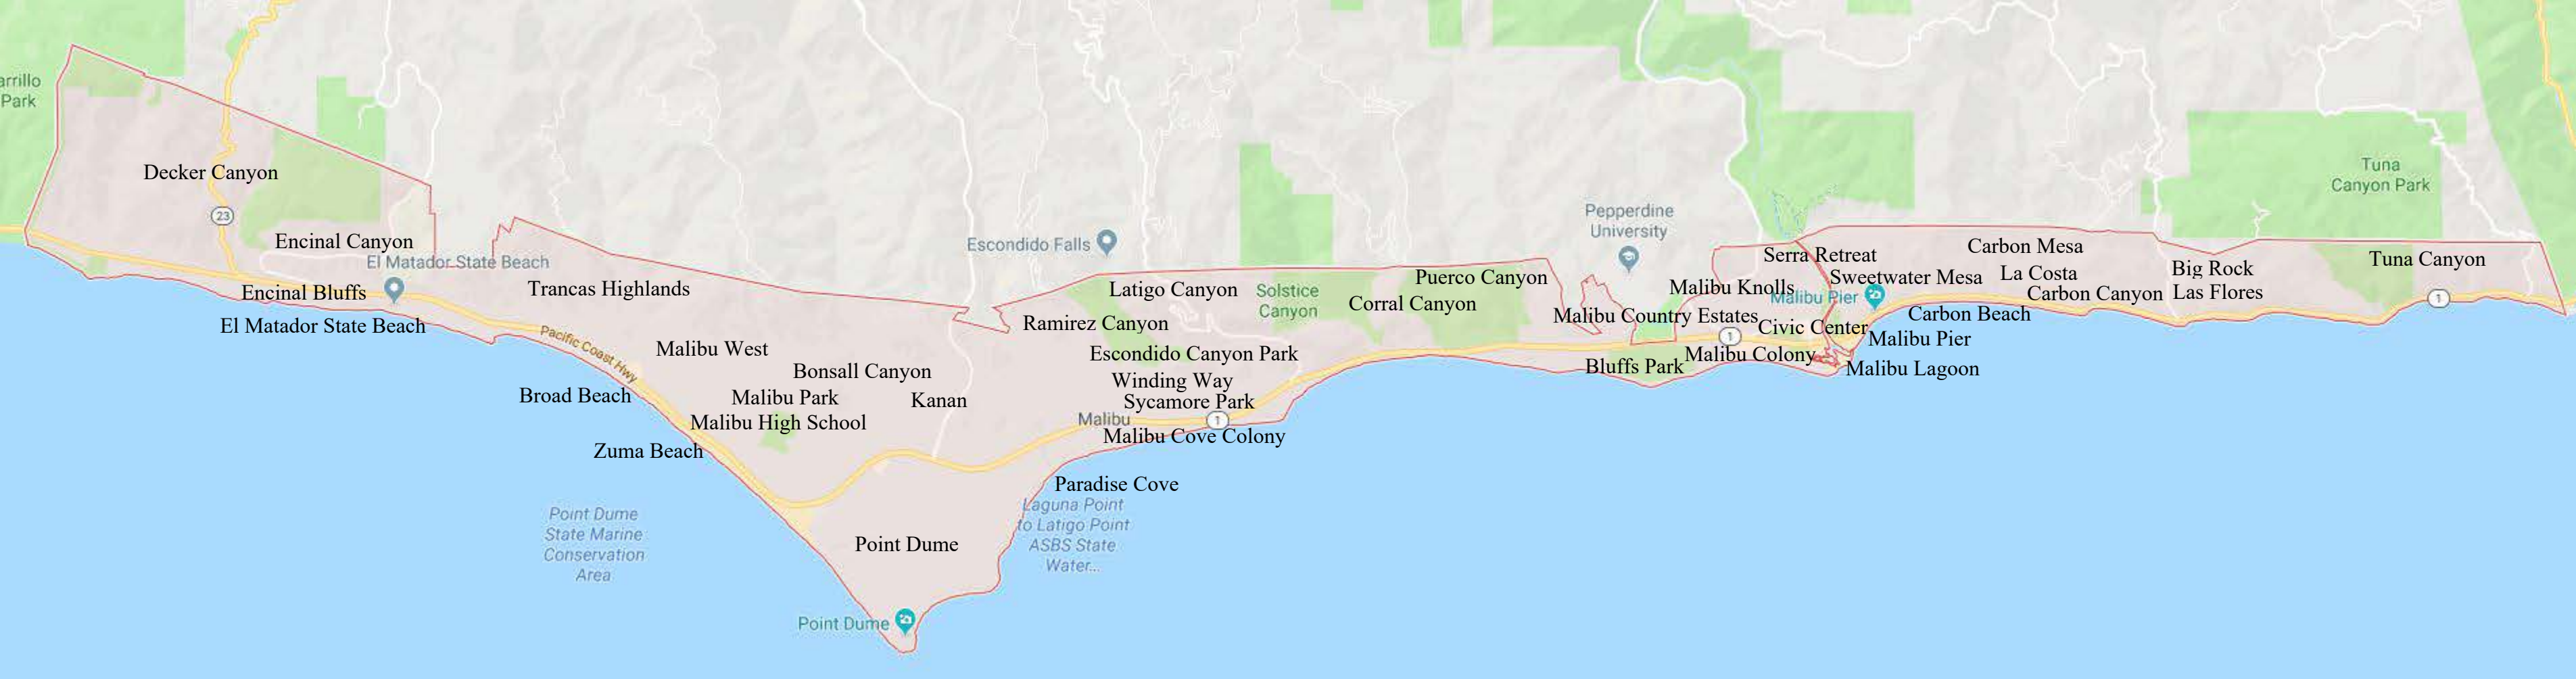 arrillo
Park
Decker Canyon
23
Encinal Canyon
El Matador State Beach
Encinal Bluffs
El Matador State Beach
Trancas Highlands
Pacific Coast Hwy
Malibu West
Bonsall Canyon
Broad Beach
Malibu Park
Kanan
Malibu High School
Zuma Beach
Point Dume
State Marine
Conservation
Area
Point Dume
Point Dume
Escondido Falls
Latigo Canyon
Ramirez Canyon
Escondido Canyon Park
Winding Way
Sycamore Park
Malibu
1
Malibu Cove Colony
Paradise Cove
Laguna Point
to Latigo Point
ASBS State
Water...
Solstice
Canyon
Corral Canyon
Puerco Canyon
Pepperdine
University
Malibu Country Estates
Bluffs Park
Malibu Knolls
Serra Retreat
Sweetwater Mesa
Malibu Pier
Civic Center
1
Malibu Colony
Malibu Pier
Malibu Lagoon
Carbon Mesa
La Costa
Carbon Canyon
Carbon Beach
Big Rock
Las Flores
Tuna
Canyon Park
Tuna Canyon
1